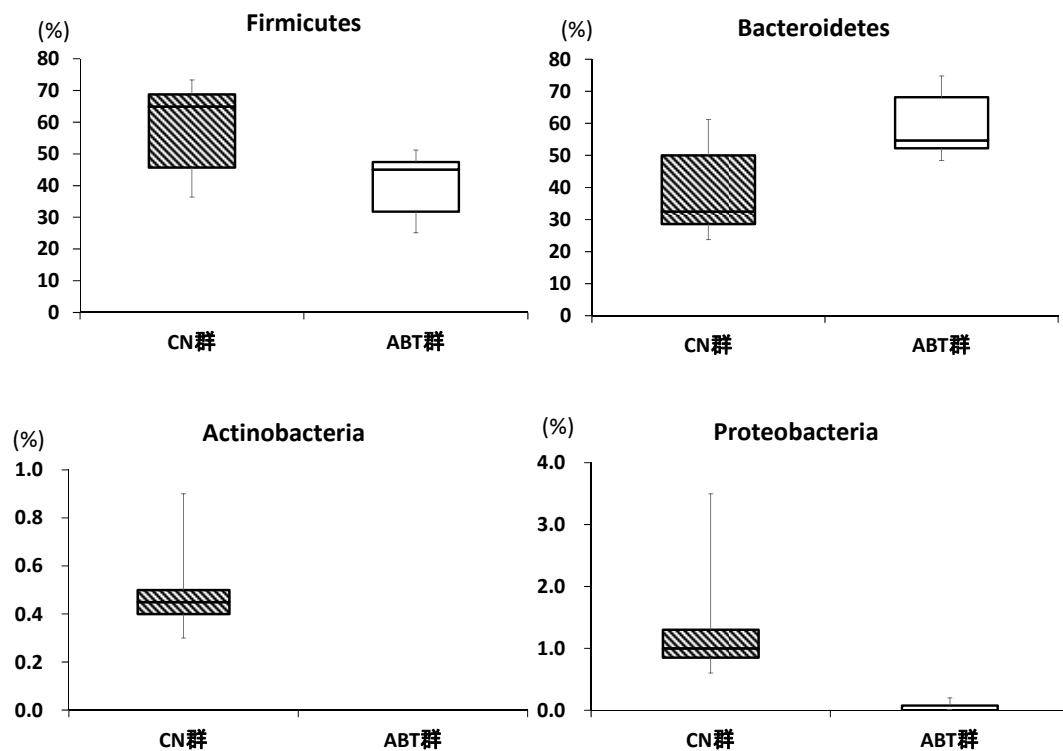 Firmicutes
(%)
80
70
60
50
40
30
20
10
0
CN群
ABT群
Bacteroidetes
(%)
80
70
60
50
40
30
20
10
0
CN群
ABT群
Actinobacteria
(%)
1.0
0.8
0.6
0.4
0.2
0.0
CN群
ABT群
Proteobacteria
(%)
4.0
3.0
2.0
1.0
0.0
CN群
ABT群